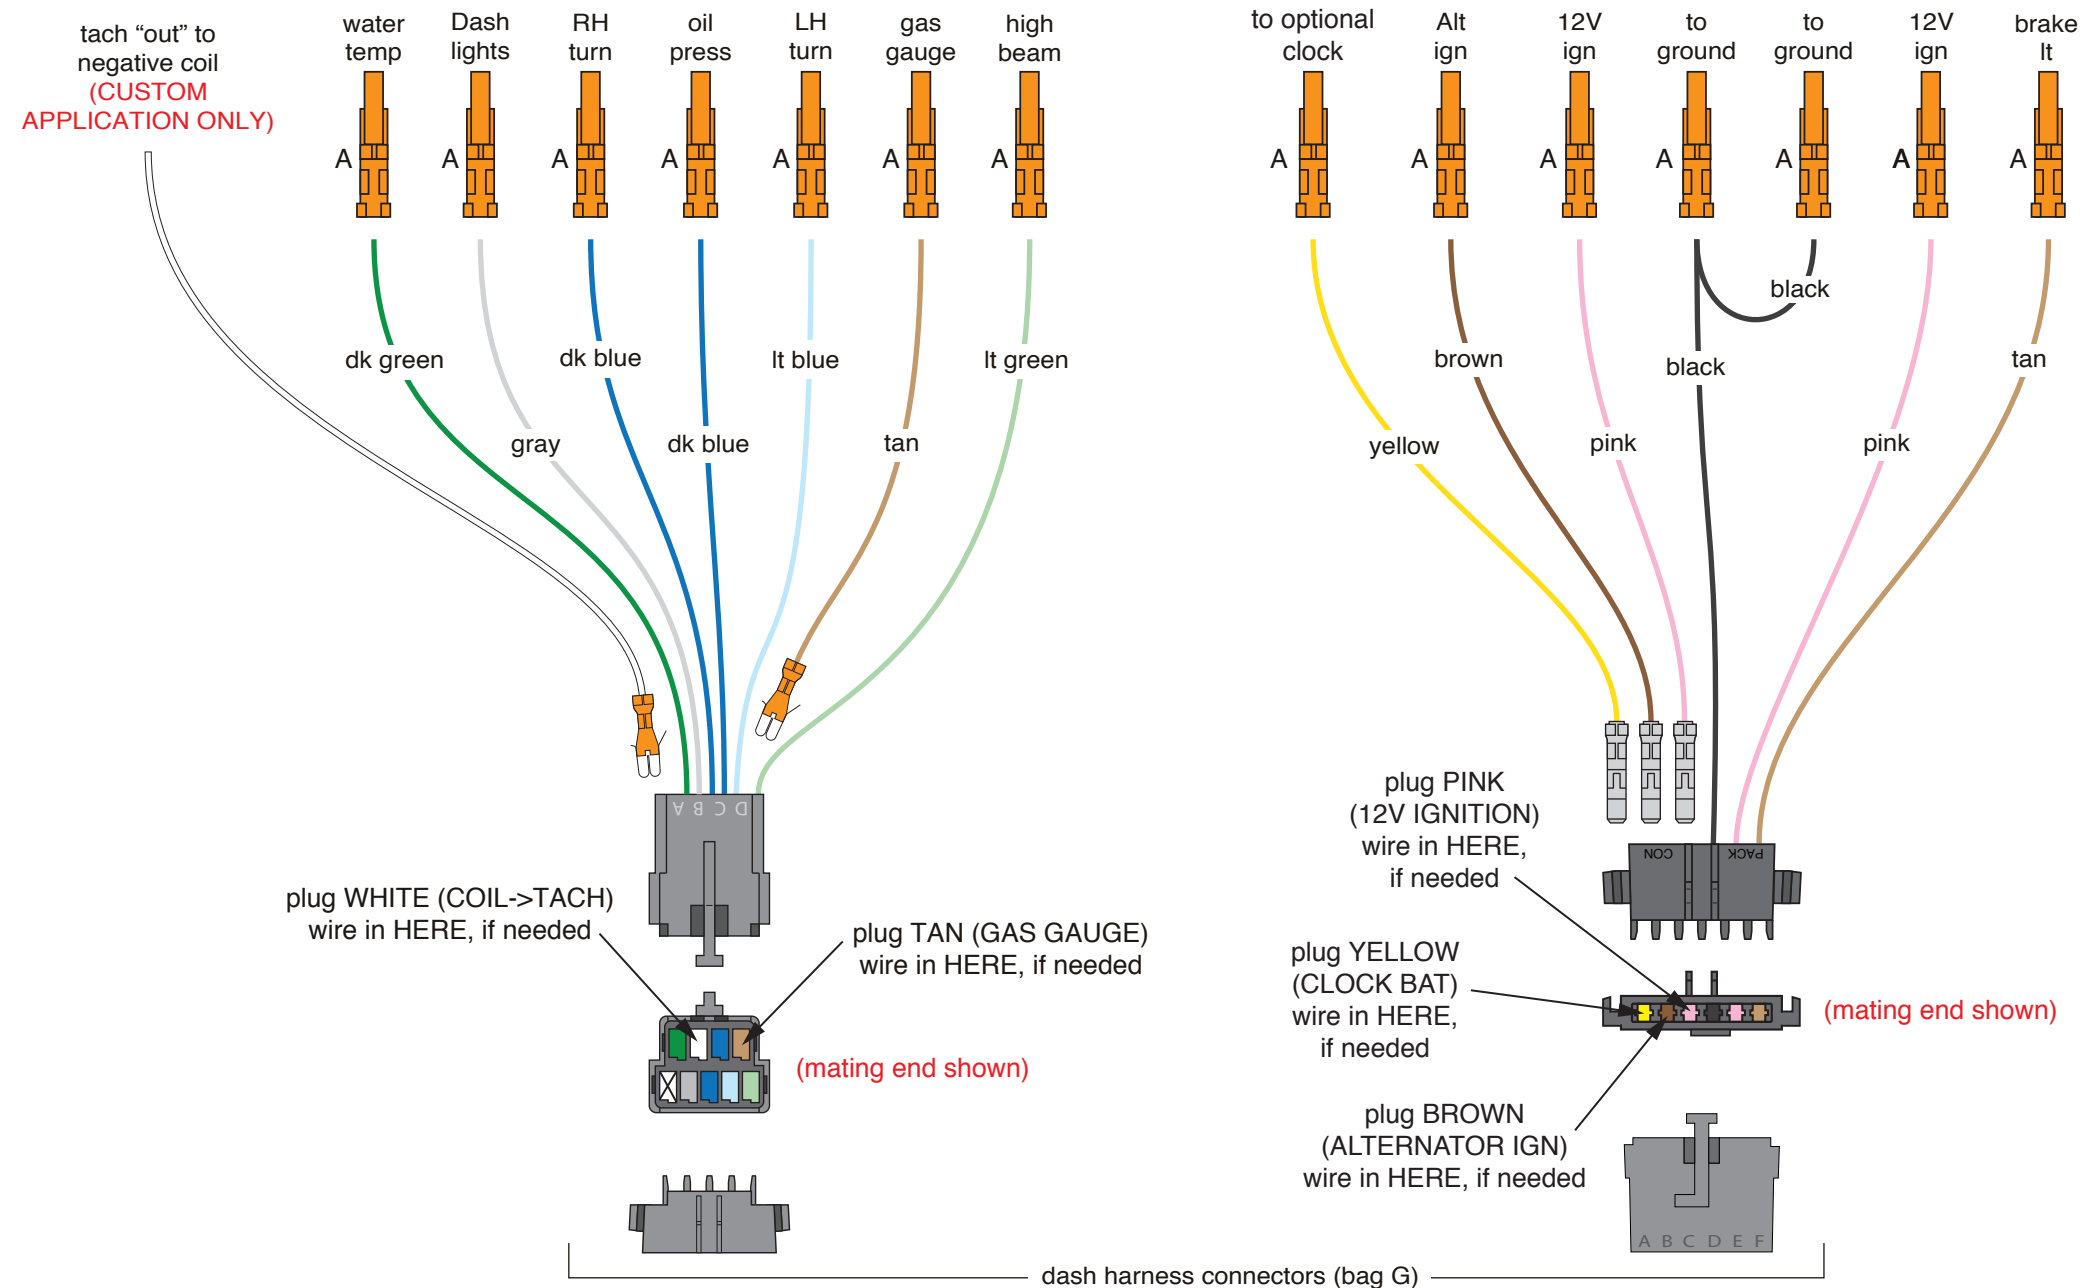 tach “out” to
negative coil
(CUSTOM
APPLICATION ONLY)
water
temp
Dash
lights
RH
turn
oil
press
LH
turn
gas
gauge
high
beam
to optional
clock
Alt
ign
12V
ign
to
ground
to
ground
12V
ign
brake
lt
A
A
A
A
A
A
A
A
A
A
A
A
A
A
black
dk green
dk blue
lt blue
lt green
brown
black
tan
gray
dk blue
tan
yellow
pink
pink
A B C D
plug PINK
(12V IGNITION)
wire in HERE,
if needed
CON
PACK
plug WHITE (COIL->TACH)
wire in HERE, if needed
plug TAN (GAS GAUGE)
wire in HERE, if needed
plug YELLOW
(CLOCK BAT)
wire in HERE,
if needed
(mating end shown)
(mating end shown)
plug BROWN
(ALTERNATOR IGN)
wire in HERE, if needed
A B C D E F
dash harness connectors (bag G)